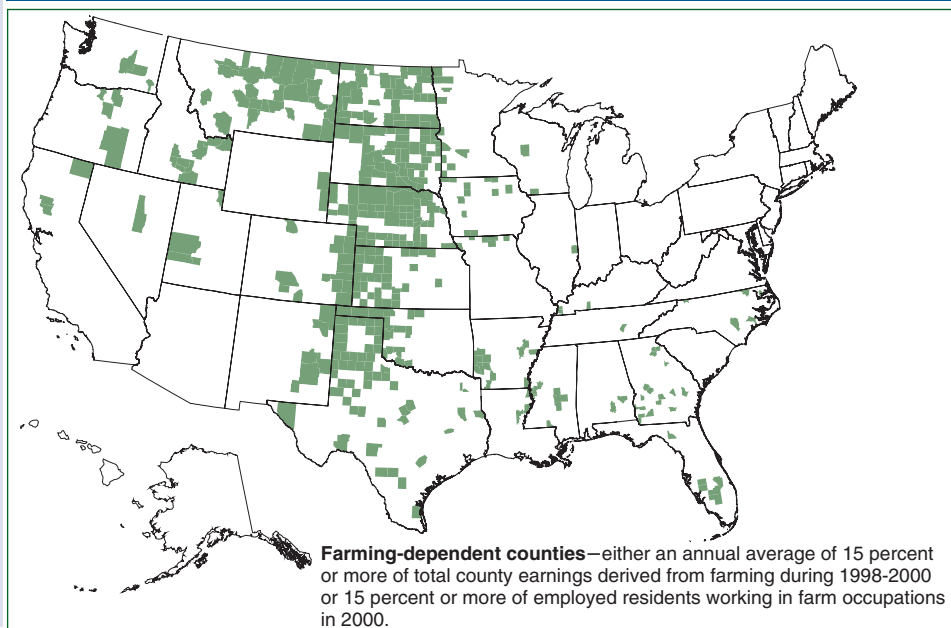 Farming-dependent counties—either an annual average of 15 percent
or more of total county earnings derived from farming during 1998-2000
or 15 percent or more of employed residents working in farm occupations
in 2000.